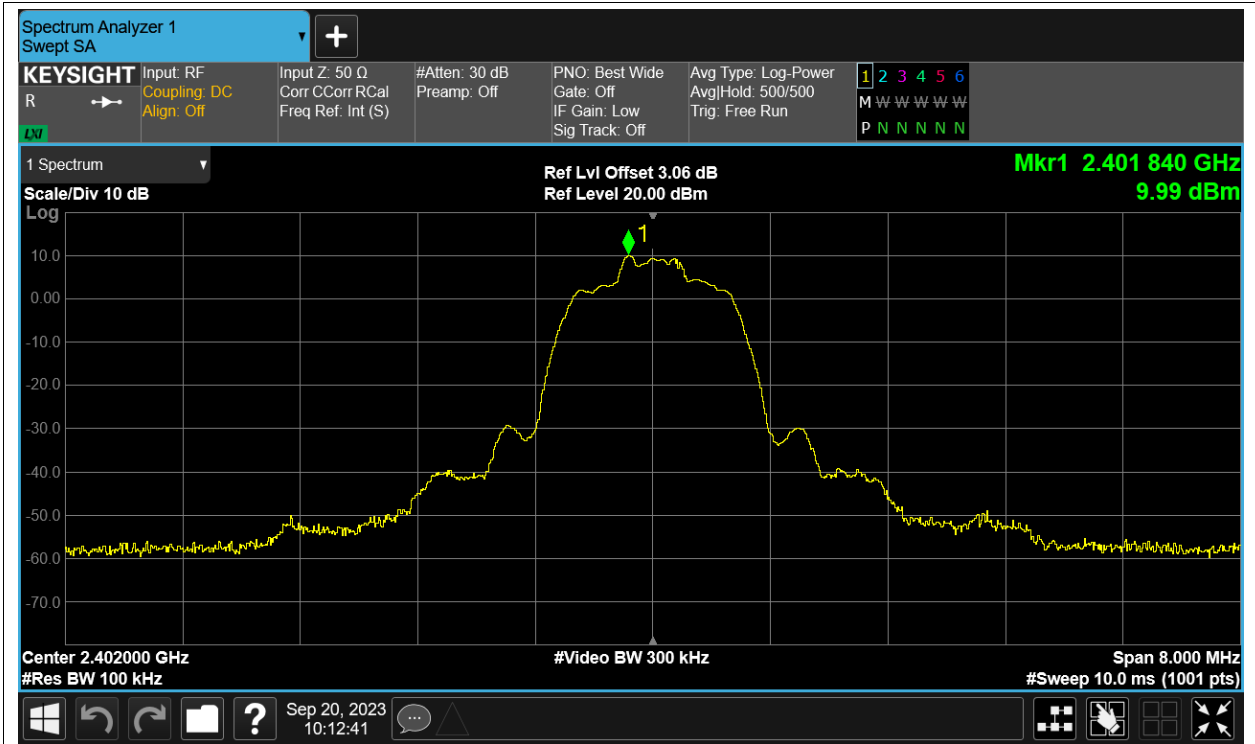 Spectrum Analyzer 1
Swept SA
KEYSIGHT
R
LXI
Input: RF
Coupling: DC
Align: Off
Input Z: 50 Ω
Corr CCorr RCal
Freq Ref: Int (S)
#Atten: 30 dB
Preamp: Off
PNO: Best Wide
Gate: Off
IF Gain: Low
Sig Track: Off
Avg Type: Log-Power
Avg|Hold: 500/500
Trig: Free Run
1 2 3 4 5 6
M W W W W W
P N N N N N
1 Spectrum
Scale/Div 10 dB
Log
Ref Lvl Offset 3.06 dB
Ref Level 20.00 dBm
Mkr1 2.401 840 GHz
9.99 dBm
1
10.0
0.00
-10.0
-20.0
-30.0
-40.0
-50.0
-60.0
-70.0
Center 2.402000 GHz
#Res BW 100 kHz
#Video BW 300 kHz
Span 8.000 MHz
#Sweep 10.0 ms (1001 pts)
?
Sep 20, 2023
10:12:41